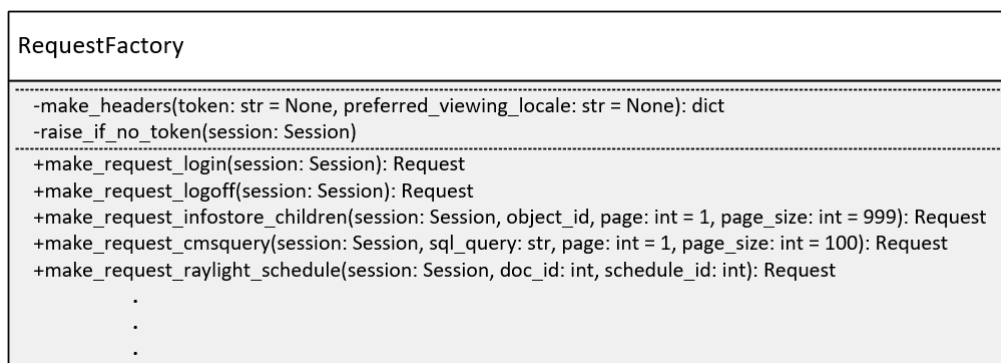 RequestFactory
-make_headers(token: str = None, preferred_viewing_locale: str = None): dict
-raise_if_no_token(session: Session)
+make_request_login(session: Session): Request
+make_request_logoff(session: Session): Request
+make_request_infostore_children(session: Session, object_id, page: int = 1, page_size: int = 999): Request
+make_request_cmsquery(session: Session, sql_query: str, page: int = 1, page_size: int = 100): Request
+make_request_raylight_schedule(session: Session, doc_id: int, schedule_id: int): Request
.
.
.